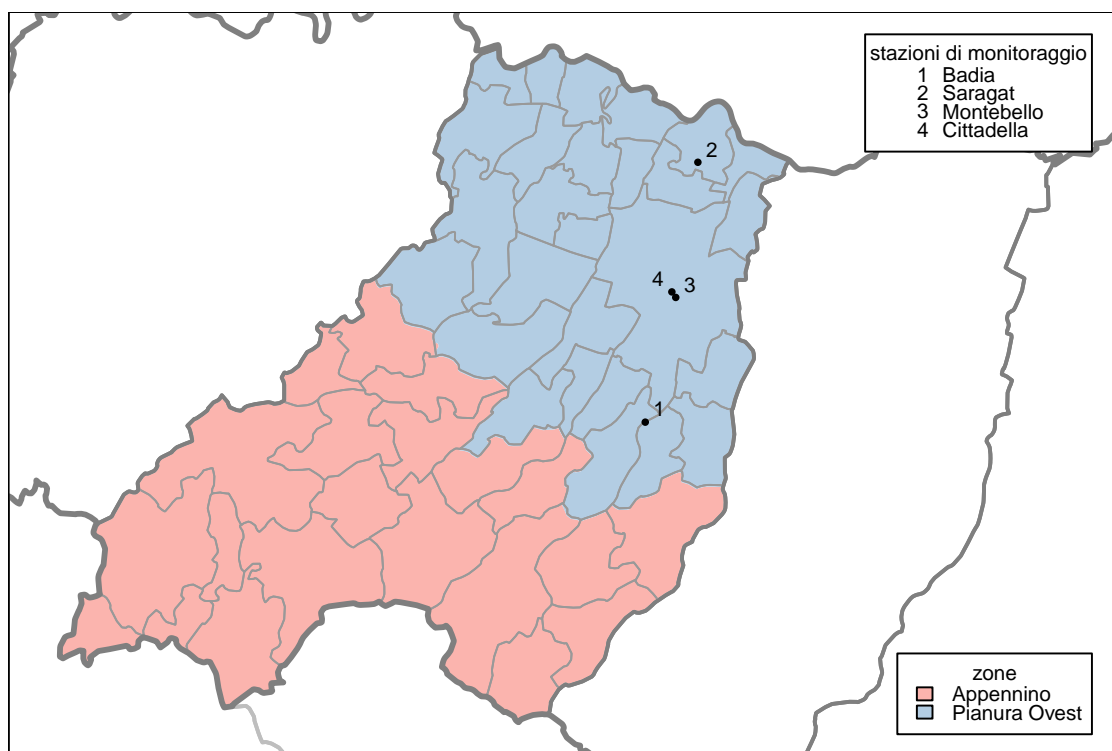 stazioni di monitoraggio
1 Badia
2 Saragat
3 Montebello
4 Cittadella
2
4 3
1
zone
Appennino
Pianura Ovest